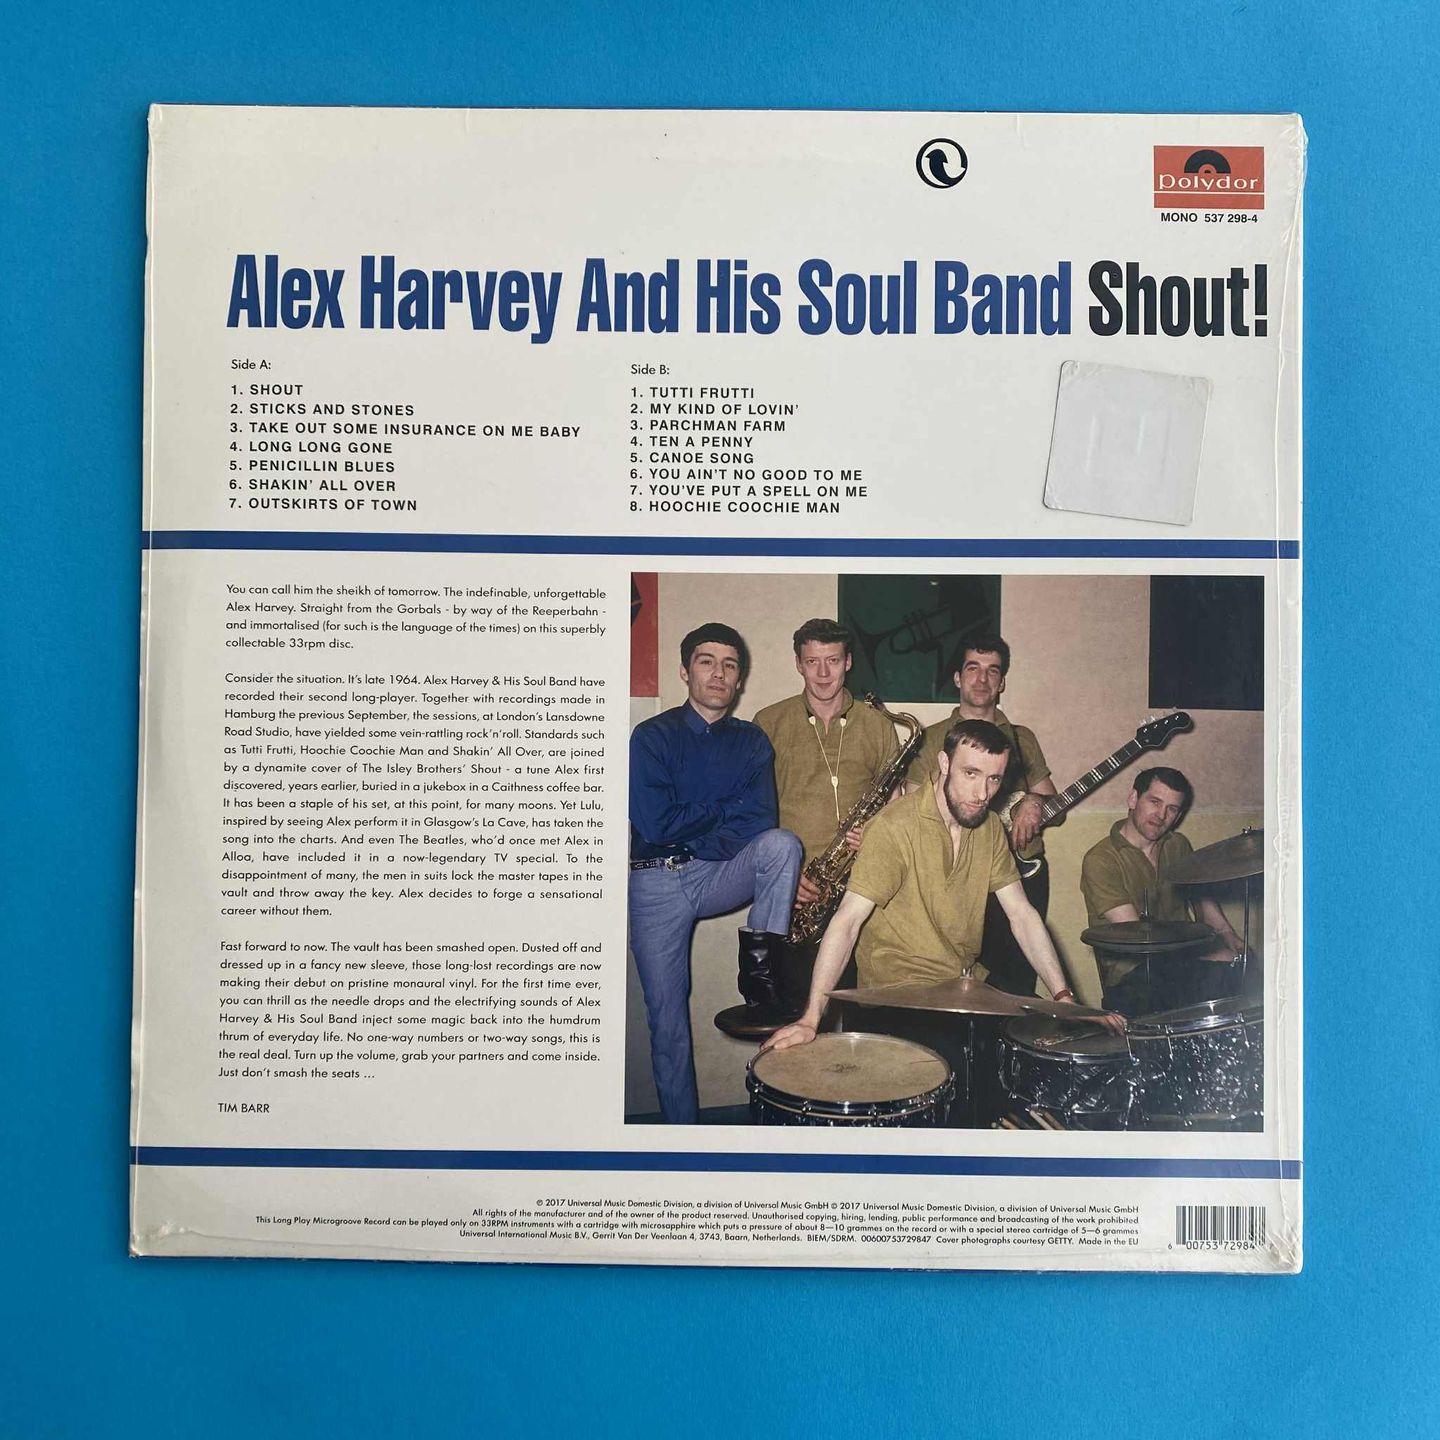 polydor
MONO 537 298-4
Alex Harvey And His Soul Band Shout!
Side A:
1. SHOUT
2. STICKS AND STONES
3. TAKE OUT SOME INSURANCE ON ME BABY
4. LONG LONG GONE
5. PENICILLIN BLUES
6. SHAKIN' ALL OVER
7. OUTSKIRTS OF TOWN
Side B:
1. TUTTI FRUTTI
2. MY KIND OF LOVIN'
3. PARCHMAN FARM
4. TEN A PENNY
5. CANOE SONG
6. YOU AIN'T NO GOOD TO ME
7. YOU'VE PUT A SPELL ON ME
8. HOOCHIE COOCHIE MAN
You can call him the sheikh of tomorrow. The indefinable, unforgettable
Alex Harvey. Straight from the Gorbals - by way of the Reeperbahn -
and immortalised (for such is the language of the times) on this superbly
collectable 33rpm disc.
Consider the situation. It's late 1964. Alex Harvey & His Soul Band have
recorded their second long-player. Together with recordings made in
Hamburg the previous September, the sessions, at London's Lansdowne
Road Studio, have yielded some vein-rattling rock'n'roll. Standards such
as Tutti Frutti, Hoochie Coochie Man and Shakin' All Over, are joined
by a dynamite cover of The Isley Brothers' Shout - a tune Alex first
discovered, years earlier, buried in a jukebox in a Caithness coffee bar.
It has been a staple of his set, at this point, for many moons. Yet Lulu,
inspired by seeing Alex perform it in Glasgow's La Cave, has taken the
song into the charts. And even The Beatles, who'd once met Alex in
Alloa, have included it in a now-legendary TV special. To the
disappointment of many, the men in suits lock the master tapes in the
vault and throw away the key. Alex decides to forge a sensational
career without them.
Fast forward to now. The vault has been smashed open. Dusted off and
dressed up in a fancy new sleeve, those long-lost recordings are now
making their debut on pristine monaural vinyl. For the first time ever,
you can thrill as the needle drops and the electrifying sounds of Alex
Harvey & His Soul Band inject some magic back into the humdrum
thrum of everyday life. No one-way numbers or two-way songs, this is
the real deal. Turn up the volume, grab your partners and come inside.
Just don't smash the seats ...
TIM BARR
℗ 2017 Universal Music Domestic Division, a division of Universal Music GmbH © 2017 Universal Music Domestic Division, a division of Universal Music GmbH
All rights of the manufacturer and of the owner of the product reserved. Unauthorised copying, hiring, lending, public performance and broadcasting of the work prohibited
This Long Play Microgroove Record can be played only on 33RPM instruments with a cartridge with microsapphire which puts a pressure of about 8—10 grammes on the record or with a special stereo cartridge of 5—6 grammes
Universal International Music B.V., Gerrit Van Der Veenlaan 4, 3743, Baarn, Netherlands. BIEM/SDRM. 00600753729847 Cover photographs courtesy GETTY. Made in the EU
6 00753 72984 7